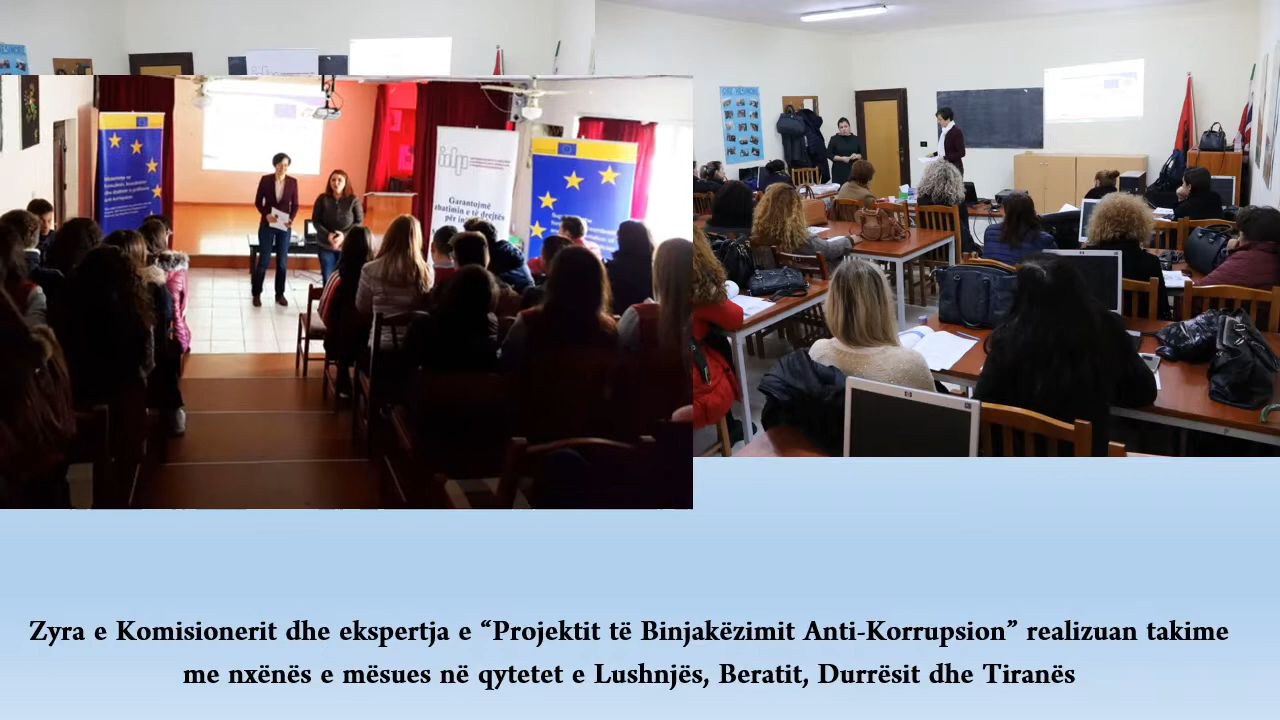 Garantojmë
zbatimin e të drejtës
Zyra e Komisionerit dhe ekspertja e “Projektit të Binjakëzimit Anti-Korrupsion” realizuan takime
me nxënës e mësues në qytetet e Lushnjës, Beratit, Durrësit dhe Tiranës